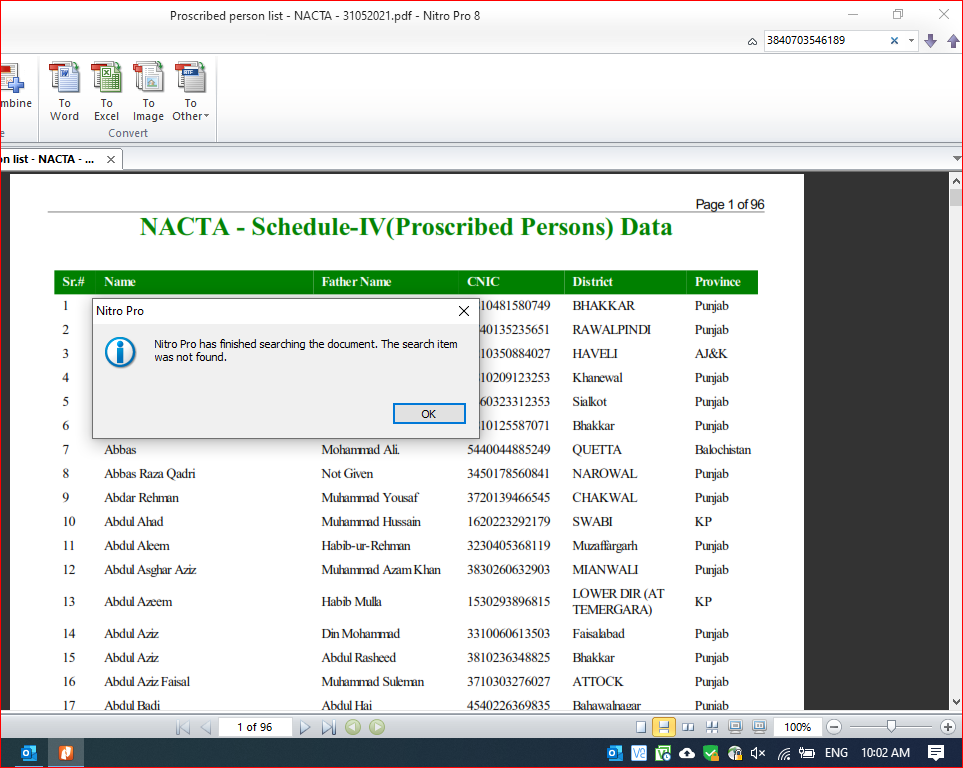 Proscribed person list - NACTA - 31052021.pdf - Nitro Pro 8
3840703546189
mbine
To Word
To Excel
To Image
To Other
Convert
on list - NACTA - ...
Page 1 of 96
NACTA - Schedule-IV(Proscribed Persons) Data
Sr.# Name Father Name CNIC District Province
1 10481580749 BHAKKAR Punjab
2 40135235651 RAWALPINDI Punjab
3 10350884027 HAVELI AJ&K
4 10209123253 Khanewal Punjab
5 60323312353 Sialkot Punjab
6 10125587071 Bhakkar Punjab
Nitro Pro
Nitro Pro has finished searching the document. The search item
was not found.
OK
7 Abbas Mohammad Ali. 5440044885249 QUETTA Balochistan
8 Abbas Raza Qadri Not Given 3450178560841 NAROWAL Punjab
9 Abdar Rehman Muhammad Yousaf 3720139466545 CHAKWAL Punjab
10 Abdul Ahad Muhammad Hussain 1620223292179 SWABI KP
11 Abdul Aleem Habib-ur-Rehman 3230405368119 Muzaffargarh Punjab
12 Abdul Asghar Aziz Muhammad Azam Khan 3830260632903 MIANWALI Punjab
13 Abdul Azeem Habib Mulla 1530293896815 LOWER DIR (AT TEMERGARA) KP
14 Abdul Aziz Din Mohammad 3310060613503 Faisalabad Punjab
15 Abdul Aziz Abdul Rasheed 3810236348825 Bhakkar Punjab
16 Abdul Aziz Faisal Muhammad Suleman 3710303276027 ATTOCK Punjab
17 Abdul Badi Abdul Hai 4540226369835 Bahawalnagar Punjab
1 of 96
100%
ENG 10:02 AM